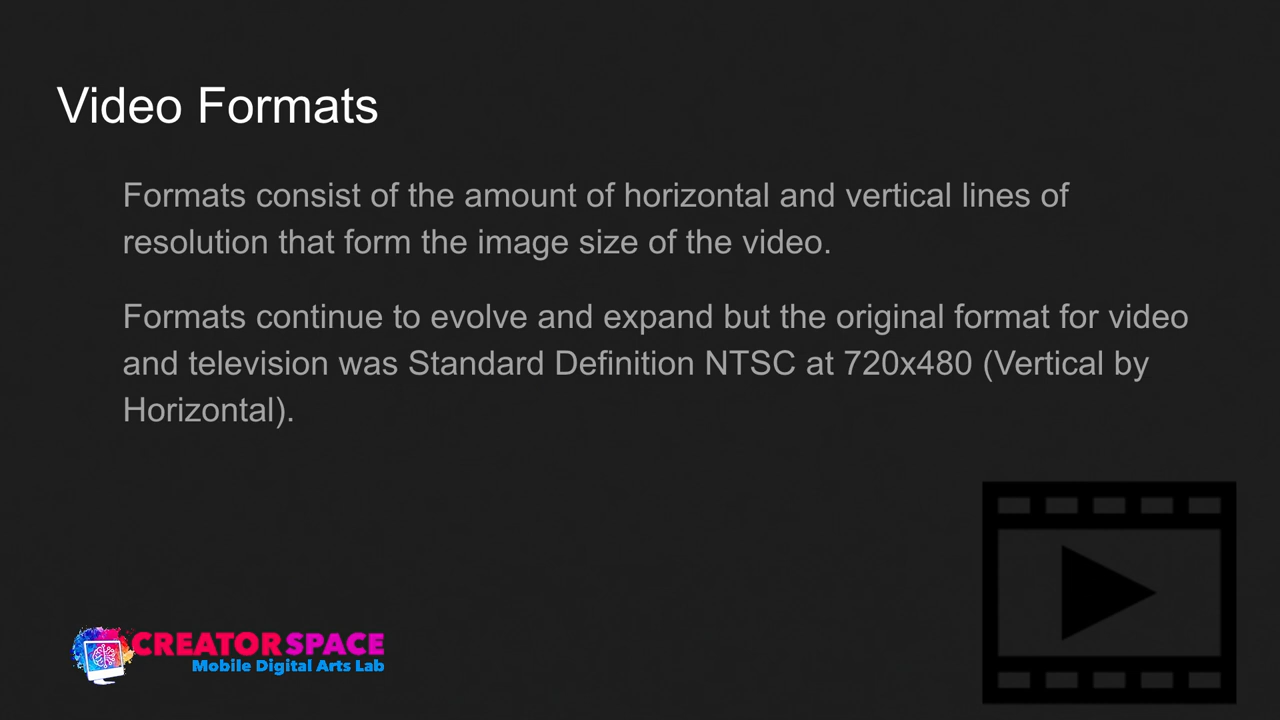 Video Formats
Formats consist of the amount of horizontal and vertical lines of
resolution that form the image size of the video.
Formats continue to evolve and expand but the original format for video
and television was Standard Definition NTSC at 720x480 (Vertical by
Horizontal).
CREATORSPACE
Mobile Digital Arts Lab